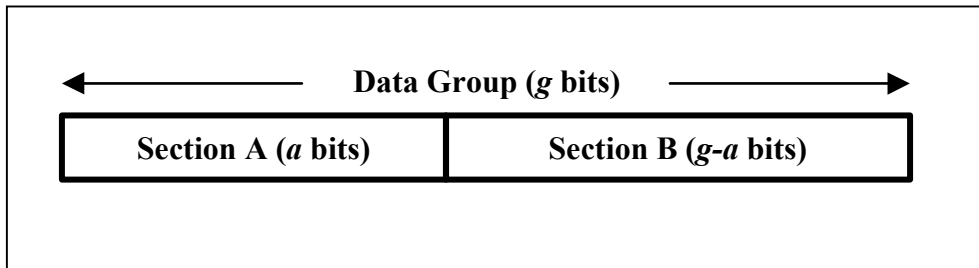 Data Group (g bits)
Section A (a bits) Section B (g-a bits)